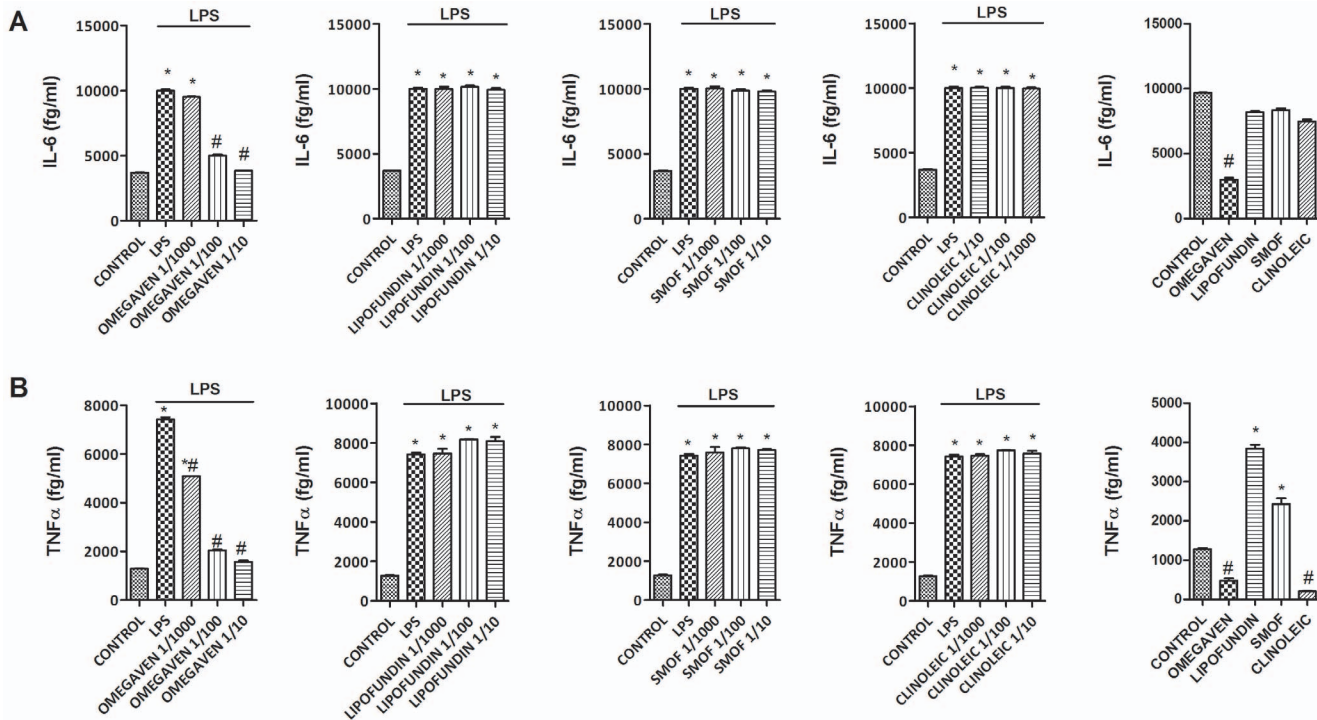 A
LPS
IL-6 (fg/ml)
15000
10000
5000
0
* * # #
CONTROL
LPS
OMEGAVEN 1/1000
OMEGAVEN 1/100
OMEGAVEN 1/10
LPS
IL-6 (fg/ml)
15000
10000
5000
0
* * * *
CONTROL
LPS
LIPOFUNDIN 1/1000
LIPOFUNDIN 1/100
LIPOFUNDIN 1/10
LPS
IL-6 (fg/ml)
15000
10000
5000
0
* * * *
CONTROL
LPS
SMOF 1/1000
SMOF 1/100
SMOF 1/10
LPS
IL-6 (fg/ml)
15000
10000
5000
0
* * * *
CONTROL
LPS
CLINOLEIC 1/10
CLINOLEIC 1/100
CLINOLEIC 1/1000
IL-6 (fg/ml)
15000
10000
5000
0
#
CONTROL
OMEGAVEN
LIPOFUNDIN
SMOF
CLINOLEIC
B
LPS
TNFα (fg/ml)
8000
6000
4000
2000
0
* *# # #
CONTROL
LPS
OMEGAVEN 1/1000
OMEGAVEN 1/100
OMEGAVEN 1/10
LPS
TNFα (fg/ml)
10000
8000
6000
4000
2000
0
* * * *
CONTROL
LPS
LIPOFUNDIN 1/1000
LIPOFUNDIN 1/100
LIPOFUNDIN 1/10
LPS
TNFα (fg/ml)
10000
8000
6000
4000
2000
0
* * * *
CONTROL
LPS
SMOF 1/1000
SMOF 1/100
SMOF 1/10
LPS
TNFα (fg/ml)
10000
8000
6000
4000
2000
0
* * * *
CONTROL
LPS
CLINOLEIC 1/1000
CLINOLEIC 1/100
CLINOLEIC 1/10
TNFα (fg/ml)
5000
4000
3000
2000
1000
0
# * * #
CONTROL
OMEGAVEN
LIPOFUNDIN
SMOF
CLINOLEIC